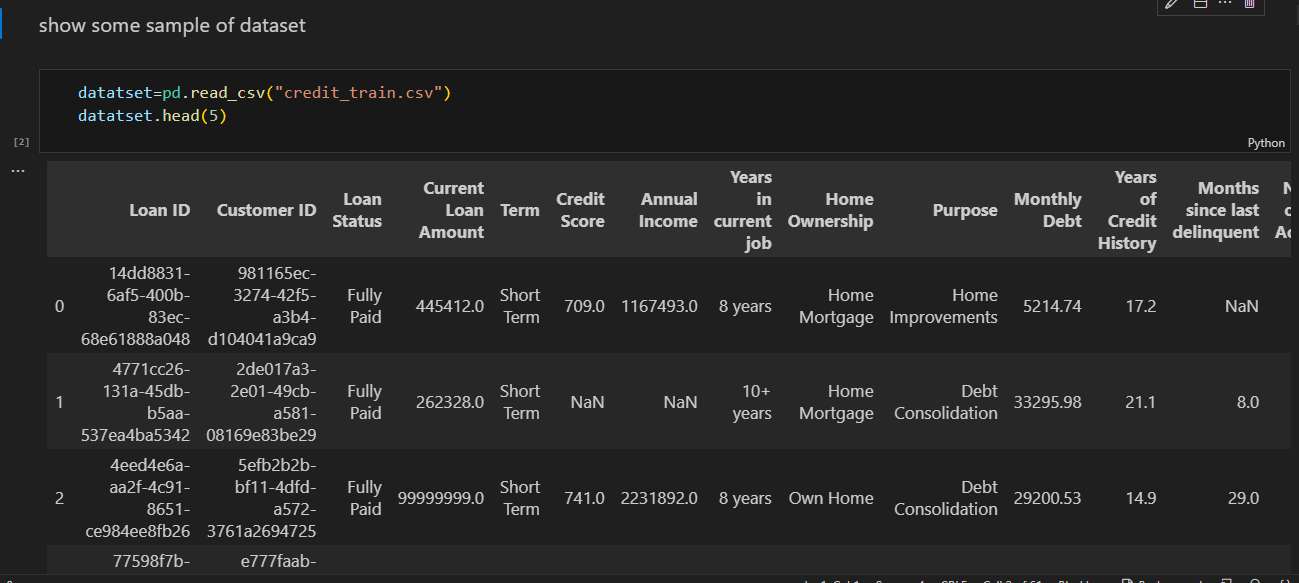 show some sample of dataset
datatset=pd.read_csv("credit_train.csv")
datatset.head(5)
[2]
Python
...
Loan ID Customer ID Loan Status Current Loan Amount Term Credit Score Annual Income Years in current job Home Ownership Purpose Monthly Debt Years of Credit History Months since last delinquent
0 14dd8831-6af5-400b-83ec-68e61888a048 981165ec-3274-42f5-a3b4-d104041a9ca9 Fully Paid 445412.0 Short Term 709.0 1167493.0 8 years Home Mortgage Home Improvements 5214.74 17.2 NaN
1 4771cc26-131a-45db-b5aa-537ea4ba5342 2de017a3-2e01-49cb-a581-08169e83be29 Fully Paid 262328.0 Short Term NaN NaN 10+ years Home Mortgage Debt Consolidation 33295.98 21.1 8.0
2 4eed4e6a-aa2f-4c91-8651-ce984ee8fb26 5efb2b2b-bf11-4dfd-a572-3761a2694725 Fully Paid 99999999.0 Short Term 741.0 2231892.0 8 years Own Home Debt Consolidation 29200.53 14.9 29.0
77598f7b- e777faab-